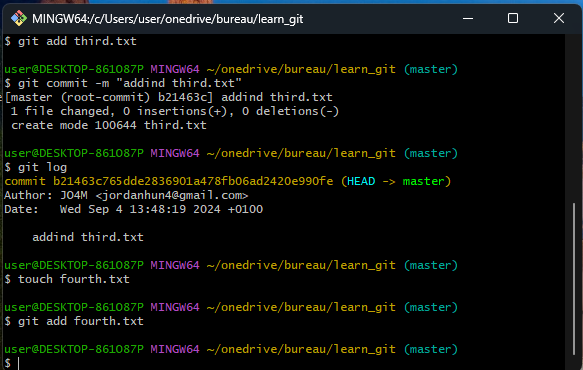 MINGW64:/c/Users/user/onedrive/bureau/learn_git
$ git add third.txt
user@DESKTOP-861O87P MINGW64 ~/onedrive/bureau/learn_git (master)
$ git commit -m "addind third.txt"
[master (root-commit) b21463c] addind third.txt
1 file changed, 0 insertions(+), 0 deletions(-)
create mode 100644 third.txt
user@DESKTOP-861O87P MINGW64 ~/onedrive/bureau/learn_git (master)
$ git log
commit b21463c765dde2836901a478fb06ad2420e990fe (HEAD -> master)
Author: JO4M <jordanhun4@gmail.com>
Date:   Wed Sep 4 13:48:19 2024 +0100
addind third.txt
user@DESKTOP-861O87P MINGW64 ~/onedrive/bureau/learn_git (master)
$ touch fourth.txt
user@DESKTOP-861O87P MINGW64 ~/onedrive/bureau/learn_git (master)
$ git add fourth.txt
user@DESKTOP-861O87P MINGW64 ~/onedrive/bureau/learn_git (master)
$